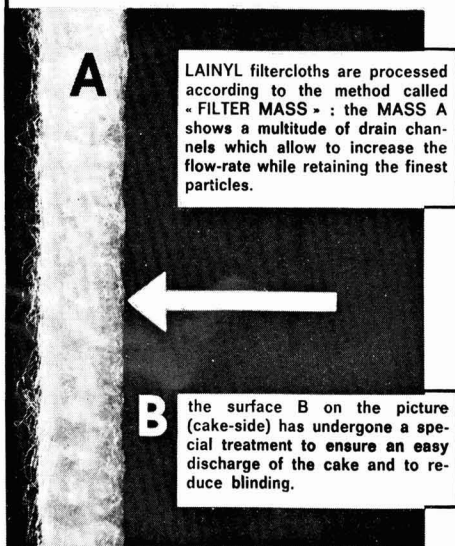 A
LAINYL filtercloths are processed
according to the method called
« FILTER MASS » : the MASS A
shows a multitude of drain chan-
nels which allow to increase the
flow-rate while retaining the finest
particles.
B
the surface B on the picture
(cake-side) has undergone a spe-
cial treatment to ensure an easy
discharge of the cake and to re-
duce blinding.